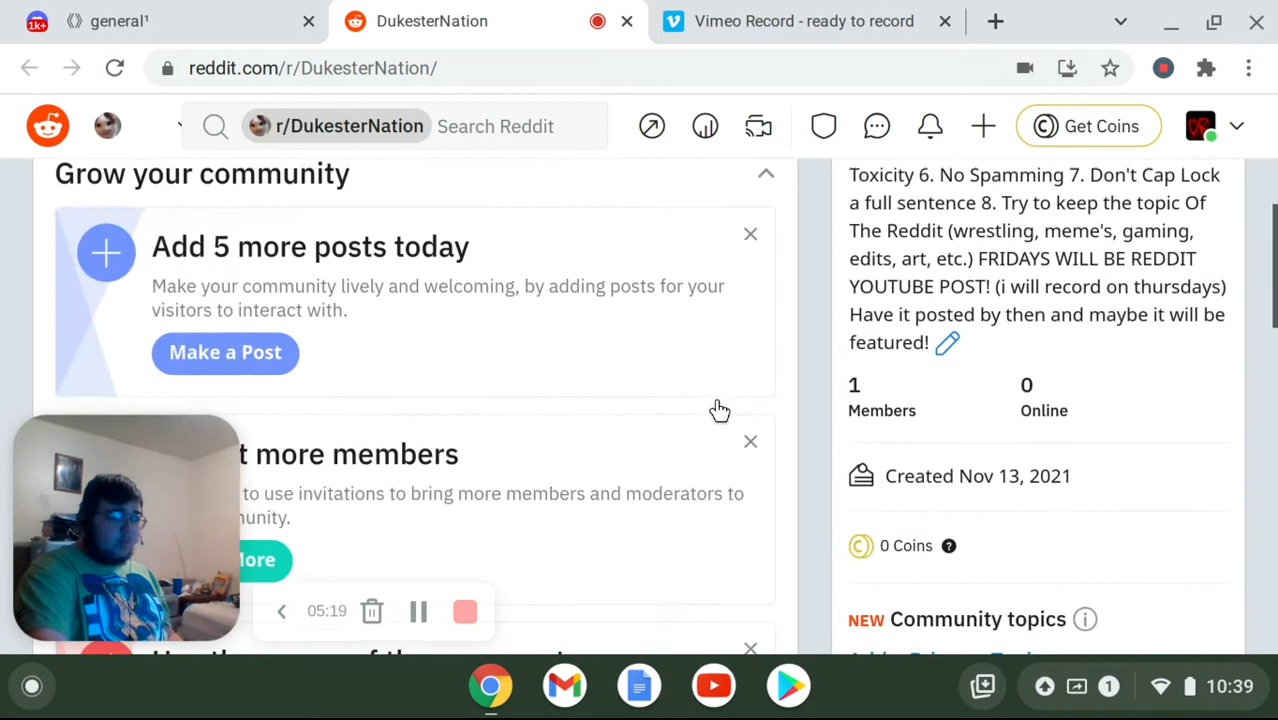 1k+
general¹
DukesterNation
Vimeo Record - ready to record
reddit.com/r/DukesterNation/
r/DukesterNation Search Reddit
Get Coins
Grow your community
Add 5 more posts today
Make your community lively and welcoming, by adding posts for your
visitors to interact with.
Make a Post
t more members
to use invitations to bring more members and moderators to
munity.
More
05:19
Toxicity 6. No Spamming 7. Don't Cap Lock
a full sentence 8. Try to keep the topic Of
The Reddit (wrestling, meme's, gaming,
edits, art, etc.) FRIDAYS WILL BE REDDIT
YOUTUBE POST! (i will record on thursdays)
Have it posted by then and maybe it will be
featured!
1
Members
0
Online
Created Nov 13, 2021
0 Coins
NEW Community topics
1
10:39